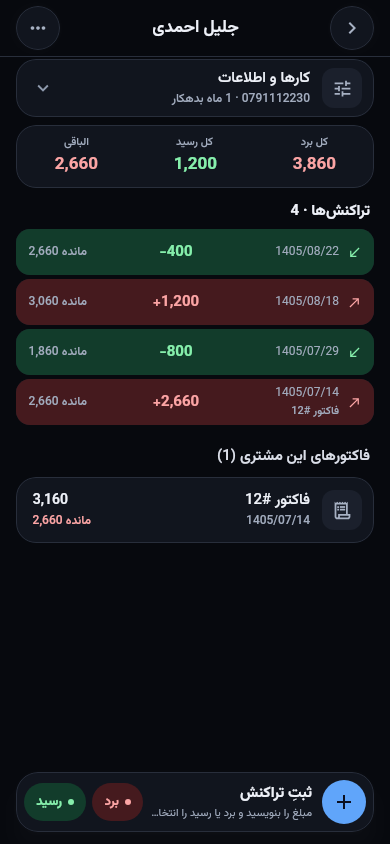 جلیل احمدی
کارها و اطلاعات
0791112230 · 1 ماه بدهکار
کل برد
3,860
کل رسید
1,200
الباقی
2,660
تراکنش‌ها · 4
1405/08/22
−400
مانده 2,660
1405/08/18
+1,200
مانده 3,060
1405/07/29
−800
مانده 1,860
1405/07/14
فاکتور #12
+2,660
مانده 2,660
فاکتورهای این مشتری (1)
فاکتور #12
3,160
1405/07/14
مانده 2,660
ثبتِ تراکنش
مبلغ را بنویسید و برد یا رسید را انتخا...
برد
رسید